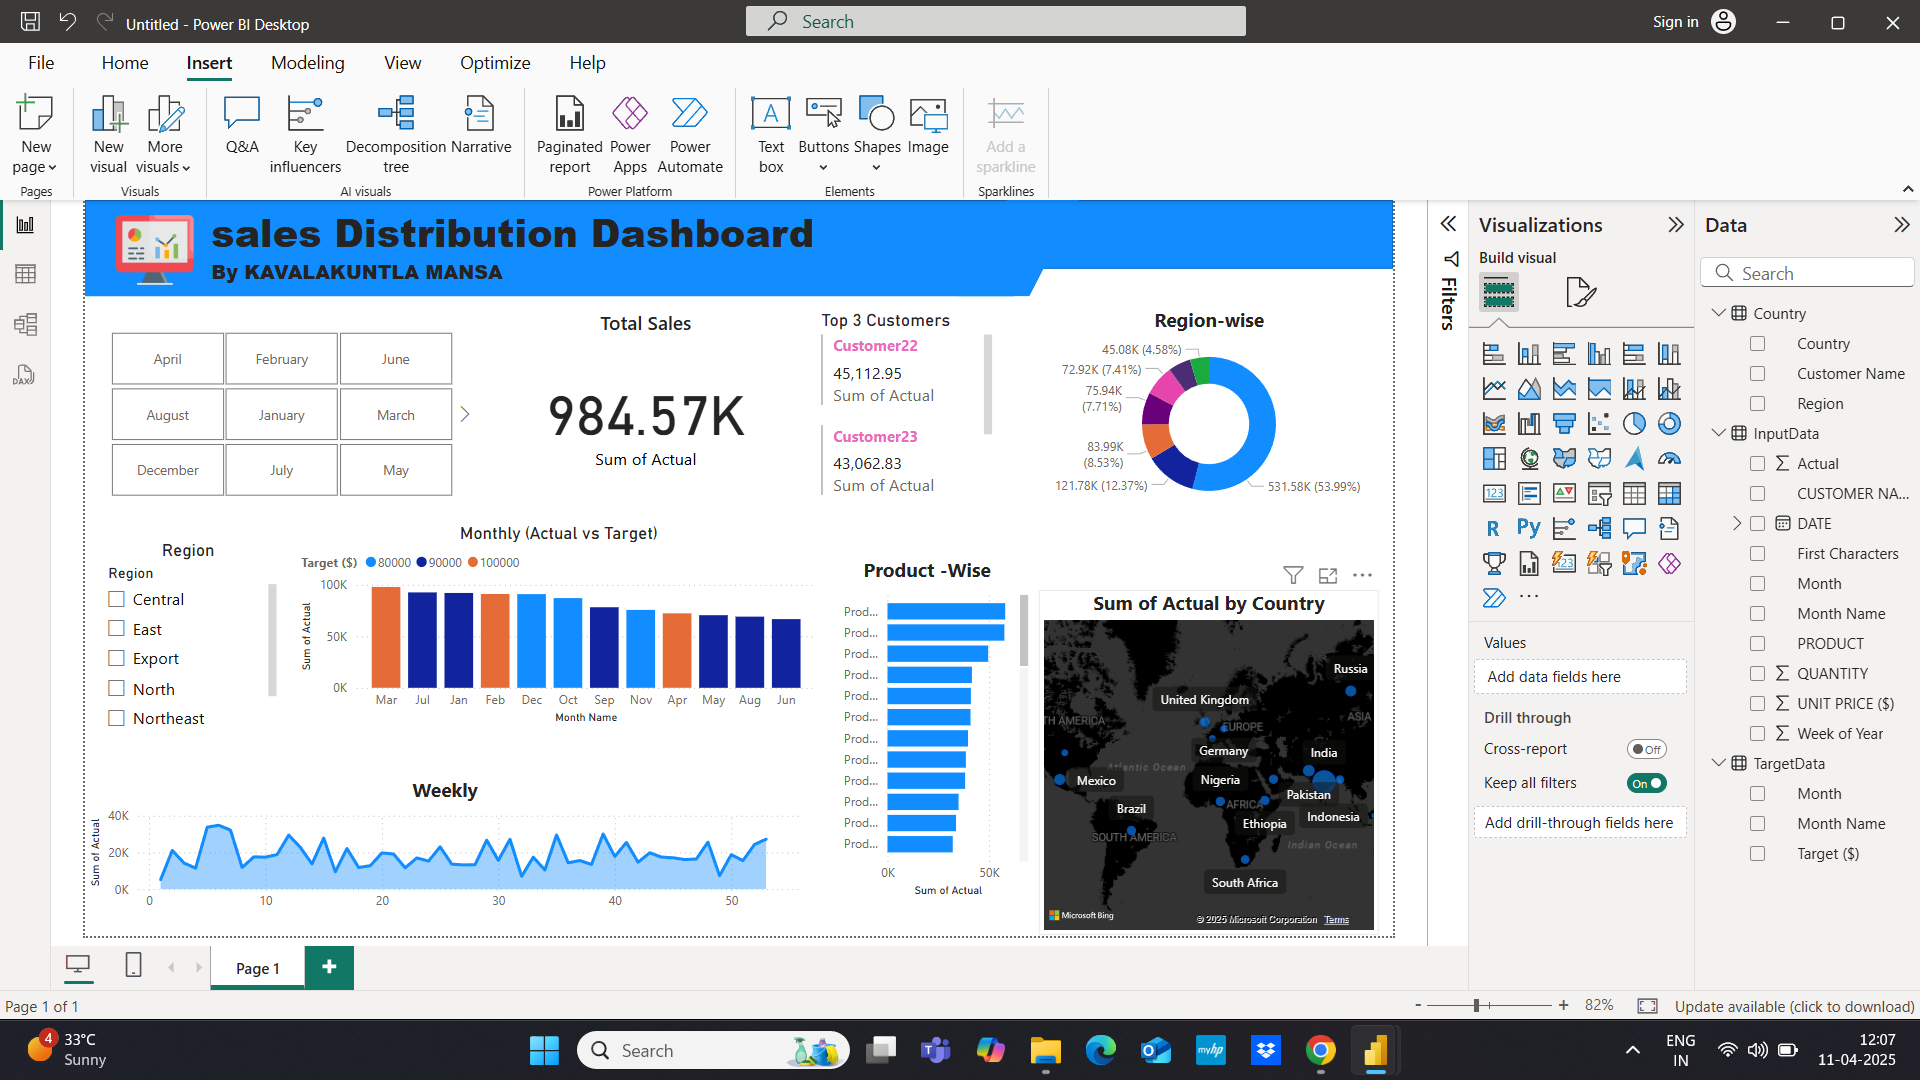 Untitled - Power BI Desktop
Search
Sign in
File Home Insert Modeling View Optimize Help
New page
New visual
More visuals
Q&A
Key influencers
Decomposition tree
Narrative
Paginated report
Power Apps
Power Automate
Text box
Buttons
Shapes
Image
Add a sparkline
Pages
Visuals
AI visuals
Power Platform
Elements
Sparklines
sales Distribution Dashboard
By KAVALAKUNTLA MANSA
April February June
August January March
December July May
Total Sales
984.57K
Sum of Actual
Top 3 Customers
Customer22
45,112.95
Sum of Actual
Customer23
43,062.83
Sum of Actual
Region-wise
45.08K (4.58%)
72.92K (7.41%)
75.94K
(7.71%)
83.99K
(8.53%)
121.78K (12.37%)
531.58K (53.99%)
Region
Region
Central
East
Export
North
Northeast
Monthly (Actual vs Target)
Target ($) 80000 90000 100000
Sum of Actual
100K
50K
0K
Mar Jul Jan Feb Dec Oct Sep Nov Apr May Aug Jun
Month Name
Weekly
Sum of Actual
40K
20K
0K
0 10 20 30 40 50
Product -Wise
Prod...
Prod...
Prod...
Prod...
Prod...
Prod...
Prod...
Prod...
Prod...
Prod...
Prod...
Prod...
0K 50K
Sum of Actual
Sum of Actual by Country
Russia
United Kingdom
TH AMERICA
EUROPE
ASIA
Germany
India
Atlantic Ocean
Mexico
Nigeria
Pakistan
Brazil
AFRICA
Indonesia
Ethiopia
SOUTH AMERICA
Indian Ocean
South Africa
Microsoft Bing
© 2025 Microsoft Corporation Terms
Filters
Visualizations
Build visual
123
R
Py
123
Values
Add data fields here
Drill through
Cross-report
Off
Keep all filters
On
Add drill-through fields here
Data
Search
Country
Country
Customer Name
Region
InputData
Actual
CUSTOMER NA...
DATE
First Characters
Month
Month Name
PRODUCT
QUANTITY
UNIT PRICE ($)
Week of Year
TargetData
Month
Month Name
Target ($)
DAX
Page 1
Page 1 of 1
- + 82%
Update available (click to download)
4
33°C
Sunny
Search
myhp
ENG
IN
12:07
11-04-2025